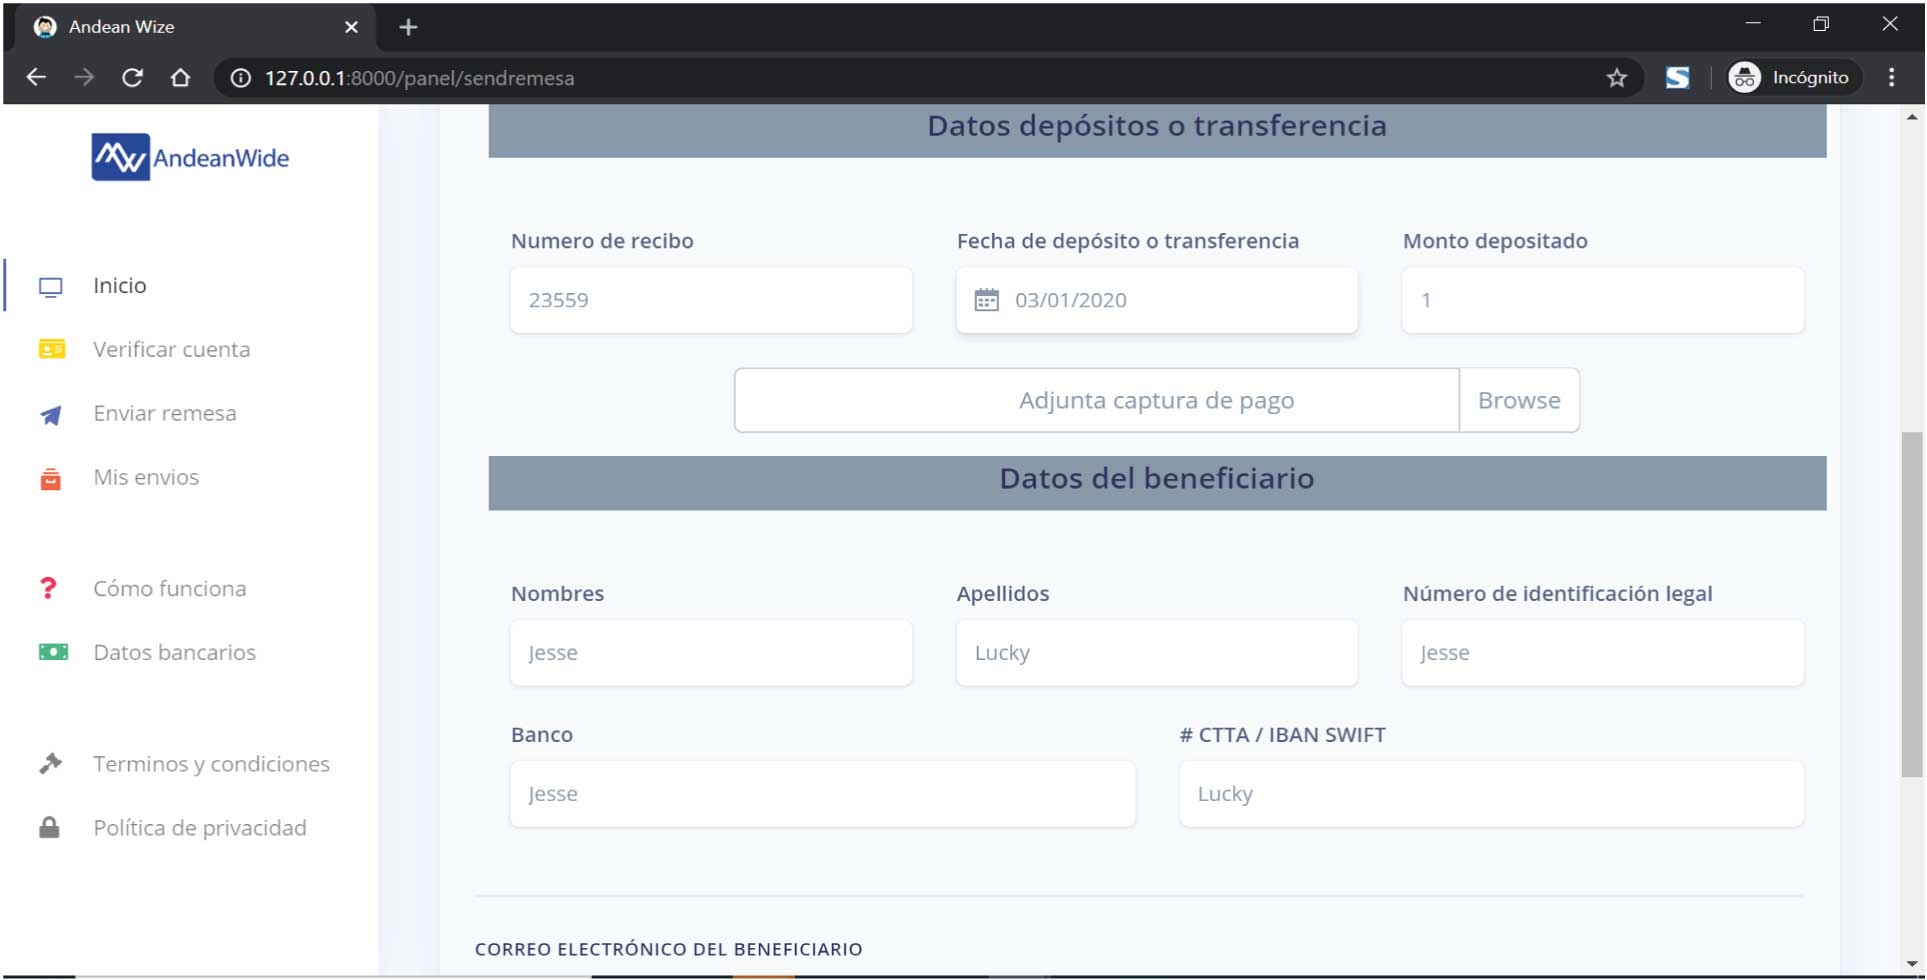 Andean Wize
127.0.0.1:8000/panel/sendremesa
Incógnito
AndeanWide
Inicio
Verificar cuenta
Enviar remesa
Mis envios
Cómo funciona
Datos bancarios
Terminos y condiciones
Política de privacidad
Datos depósitos o transferencia
Numero de recibo
Fecha de depósito o transferencia
Monto depositado
23559
03/01/2020
1
Adjunta captura de pago
Browse
Datos del beneficiario
Nombres
Apellidos
Número de identificación legal
Jesse
Lucky
Jesse
Banco
# CTTA / IBAN SWIFT
Jesse
Lucky
CORREO ELECTRÓNICO DEL BENEFICIARIO